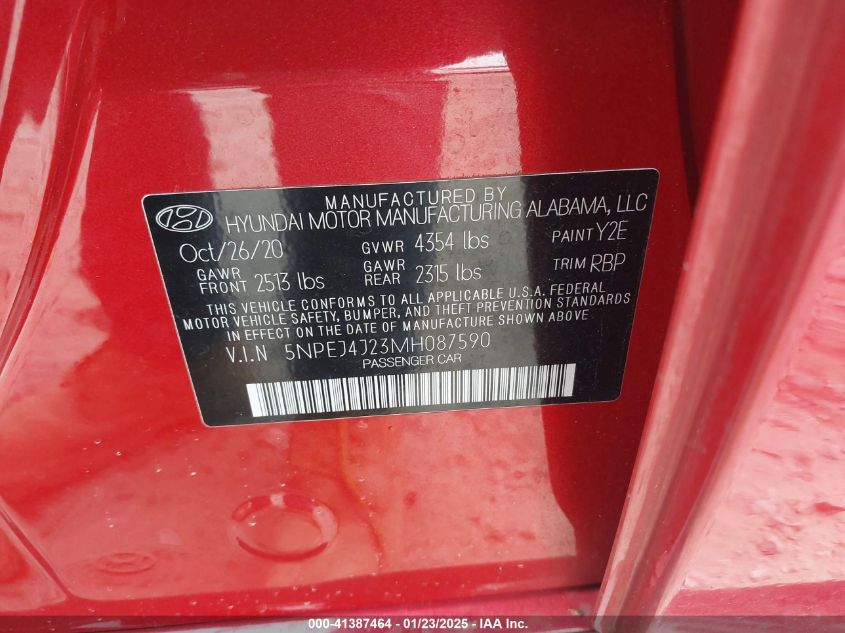 MANUFACTURED BY
HYUNDAI MOTOR MANUFACTURING ALABAMA, LLC
Oct/26/20 GVWR 4354 lbs PAINT Y2E
GAWR FRONT 2513 lbs GAWR REAR 2315 lbs TRIM RBP
THIS VEHICLE CONFORMS TO ALL APPLICABLE U.S.A. FEDERAL
MOTOR VEHICLE SAFETY, BUMPER, AND THEFT PREVENTION STANDARDS
IN EFFECT ON THE DATE OF MANUFACTURE SHOWN ABOVE.
V.I.N 5NPEJ4J23MH087590
PASSENGER CAR
000-41387464 - 01/23/2025 - IAA Inc.